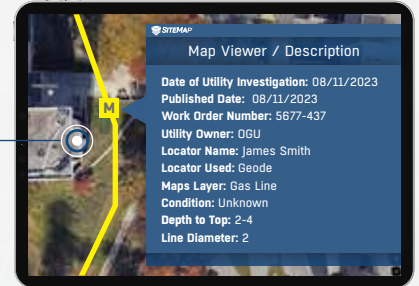 SITEMAP
Map Viewer / Description
Date of Utility Investigation: 08/11/2023
Published Date: 08/11/2023
Work Order Number: 5677-437
Utility Owner: OGU
Locator Name: James Smith
Locator Used: Geode
Maps Layer: Gas Line
Condition: Unknown
Depth to Top: 2-4
Line Diameter: 2
M